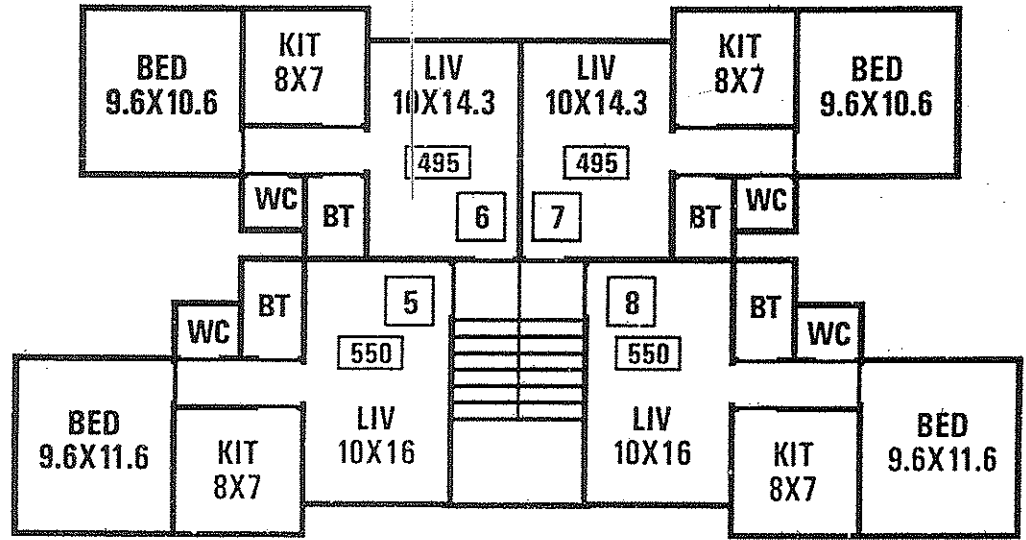 BED
9.6X10.6
KIT
8X7
LIV
10X14.3
LIV
10X14.3
KIT
8X7
BED
9.6X10.6
495
495
WC
BT
6
7
BT
WC
BT
5
8
BT
WC
550
550
WC
BED
9.6X11.6
KIT
8X7
LIV
10X16
LIV
10X16
KIT
8X7
BED
9.6X11.6